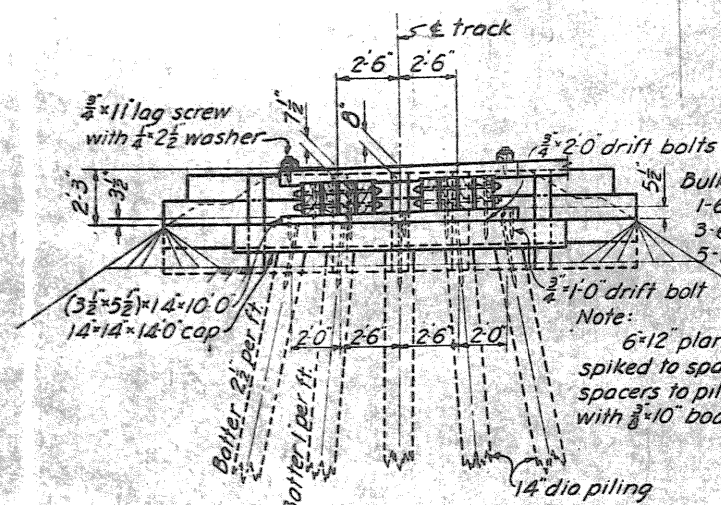 ℄ track
2'-6" 2'-6"
7½"
8"
¾"×11" lag screw
with ¼"×2½" washer
¾"×2'-0" drift bolts
2'-3"
3½"
5½"
1-6
3-
5-
(3½"×5½")×14"×10'-0"
14"×14"×14'-0" cap
¾"×1'-0" drift bolt
Note:
6"×12" plan
spiked to spa
spacers to pil
with ⅜"×10" boa
2'-0" 2'-6" 2'-6" 2'-0"
Batter 2½" per ft.
Batter 1" per ft.
14" dia piling